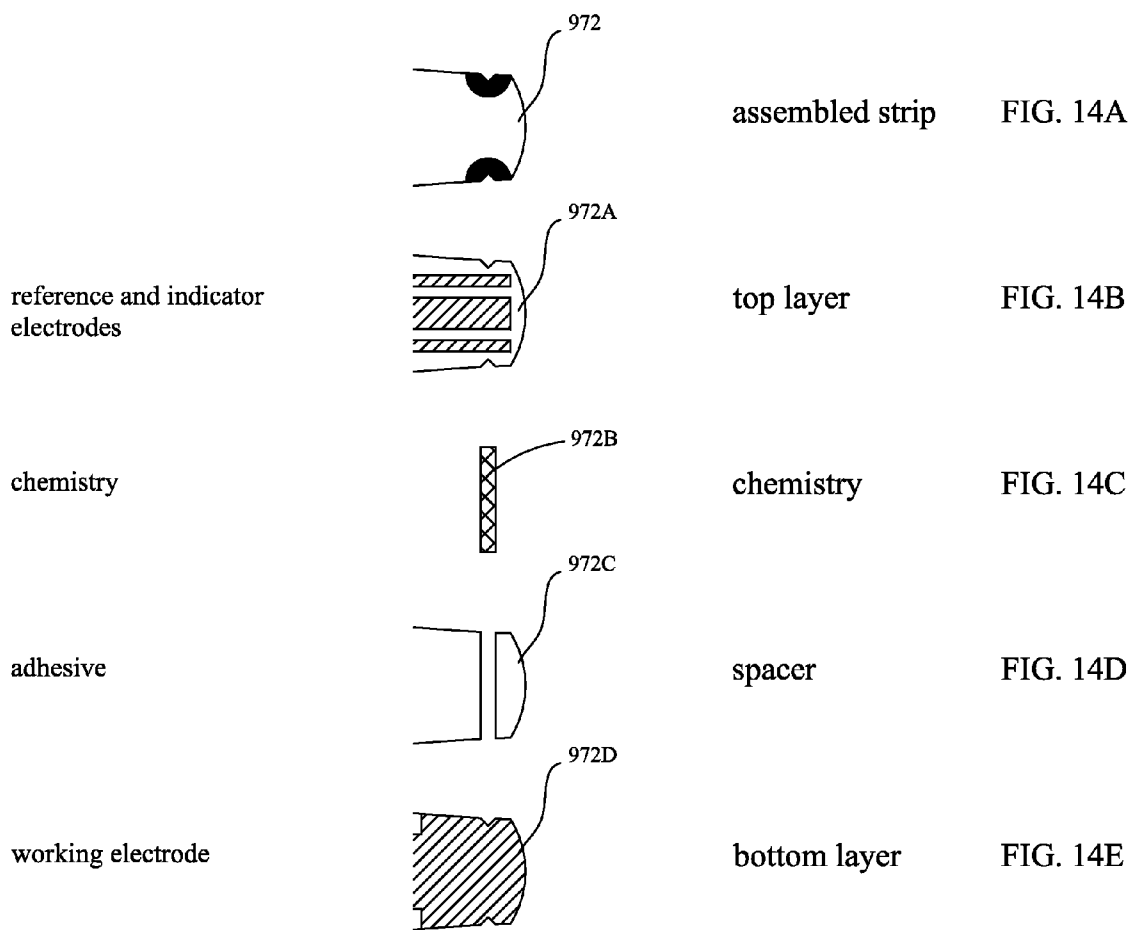 972
assembled strip FIG. 14A
972A
reference and indicator
electrodes
top layer FIG. 14B
972B
chemistry chemistry FIG. 14C
972C
adhesive spacer FIG. 14D
972D
working electrode bottom layer FIG. 14E